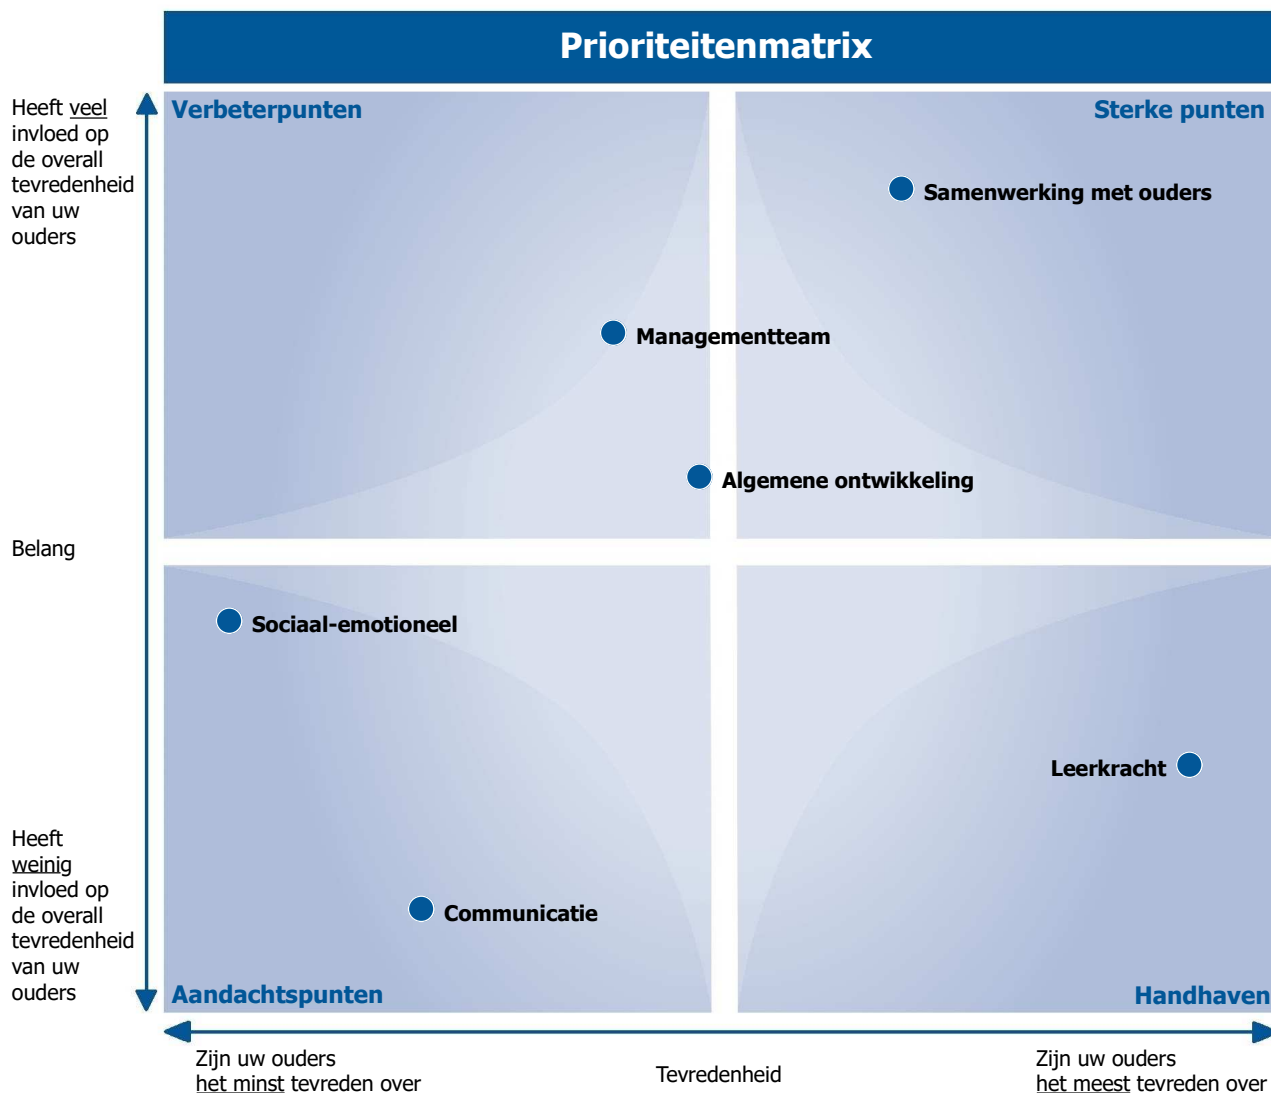 Prioriteitenmatrix
Heeft veel
invloed op
de overall
tevredenheid
van uw
ouders
Verbeterpunten
Sterke punten
Samenwerking met ouders
Managementteam
Algemene ontwikkeling
Belang
Sociaal-emotioneel
Leerkracht
Heeft
weinig
invloed op
de overall
tevredenheid
van uw
ouders
Communicatie
Aandachtspunten
Handhaven
Zijn uw ouders
het minst tevreden over
Tevredenheid
Zijn uw ouders
het meest tevreden over